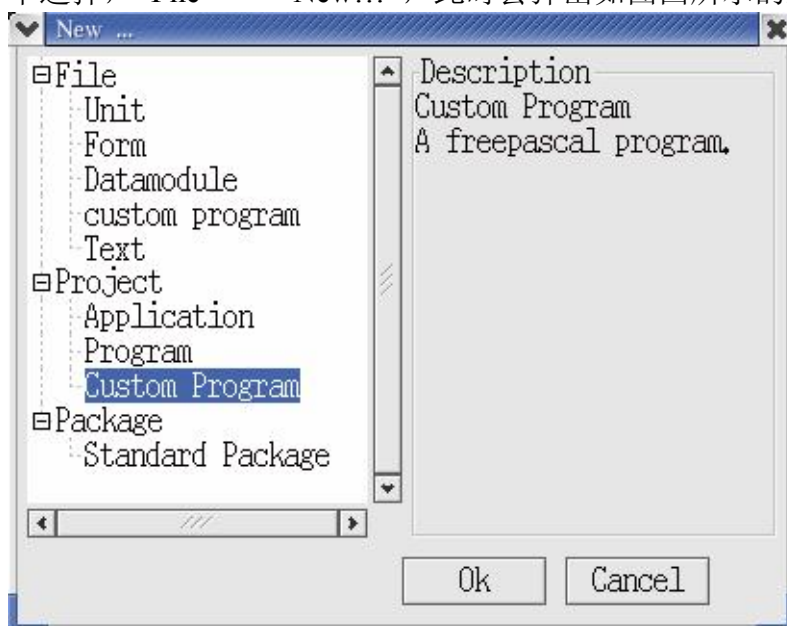 New ...
File
Unit
Form
Datamodule
custom program
Text
Project
Application
Program
Custom Program
Package
Standard Package
Description
Custom Program
A freepascal program.
Ok
Cancel